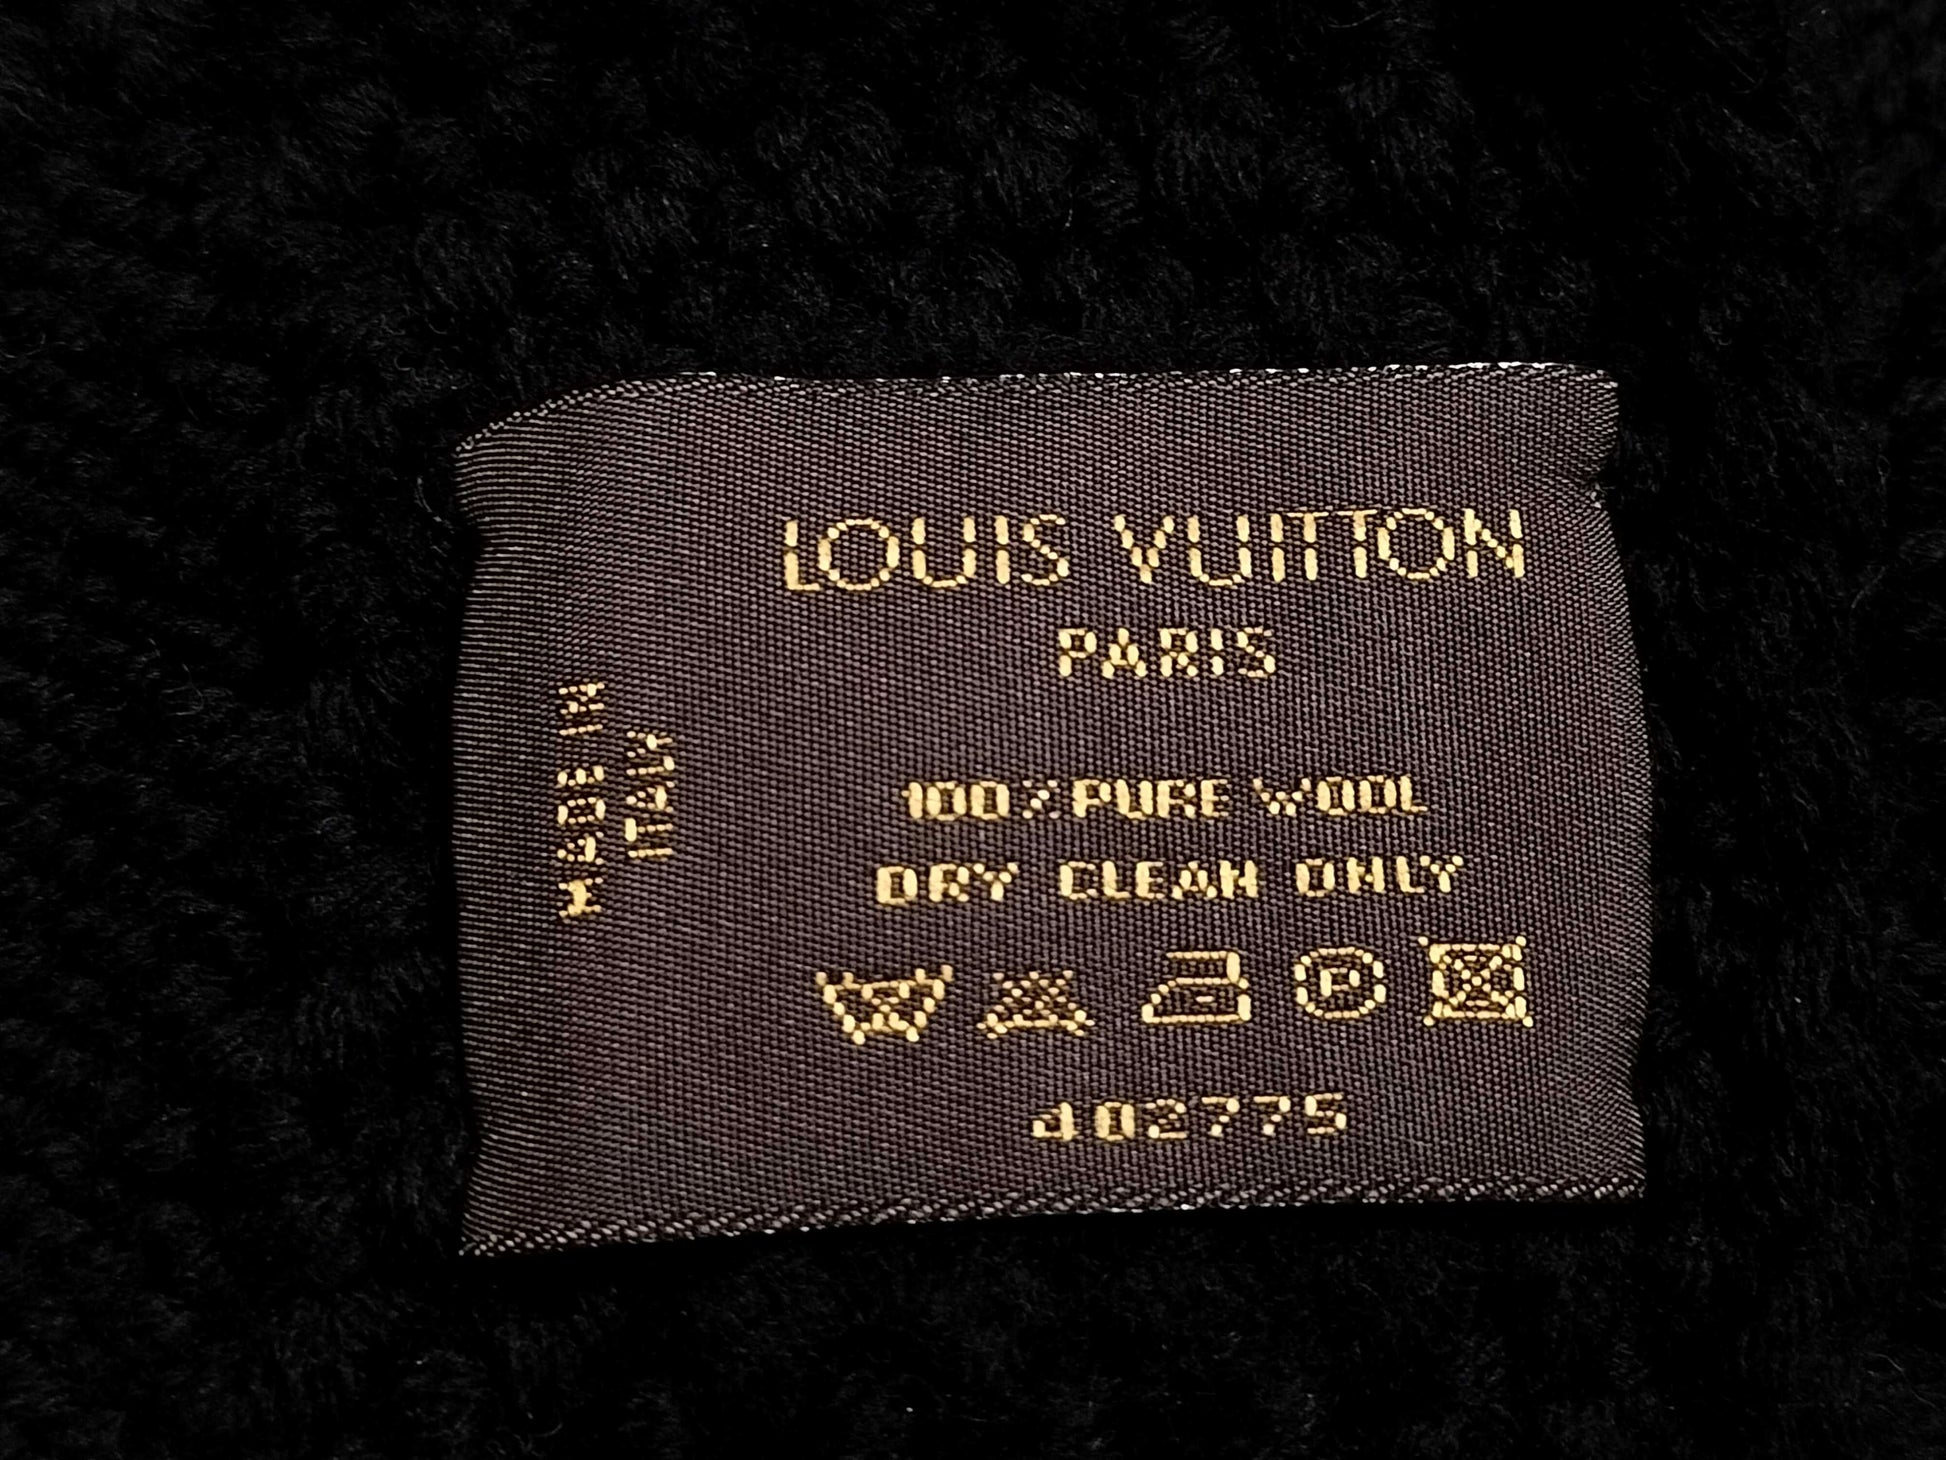 LOUIS VUITTON
PARIS
MADE IN
ITALY
100% PURE WOOL
DRY CLEAN ONLY
P
402775